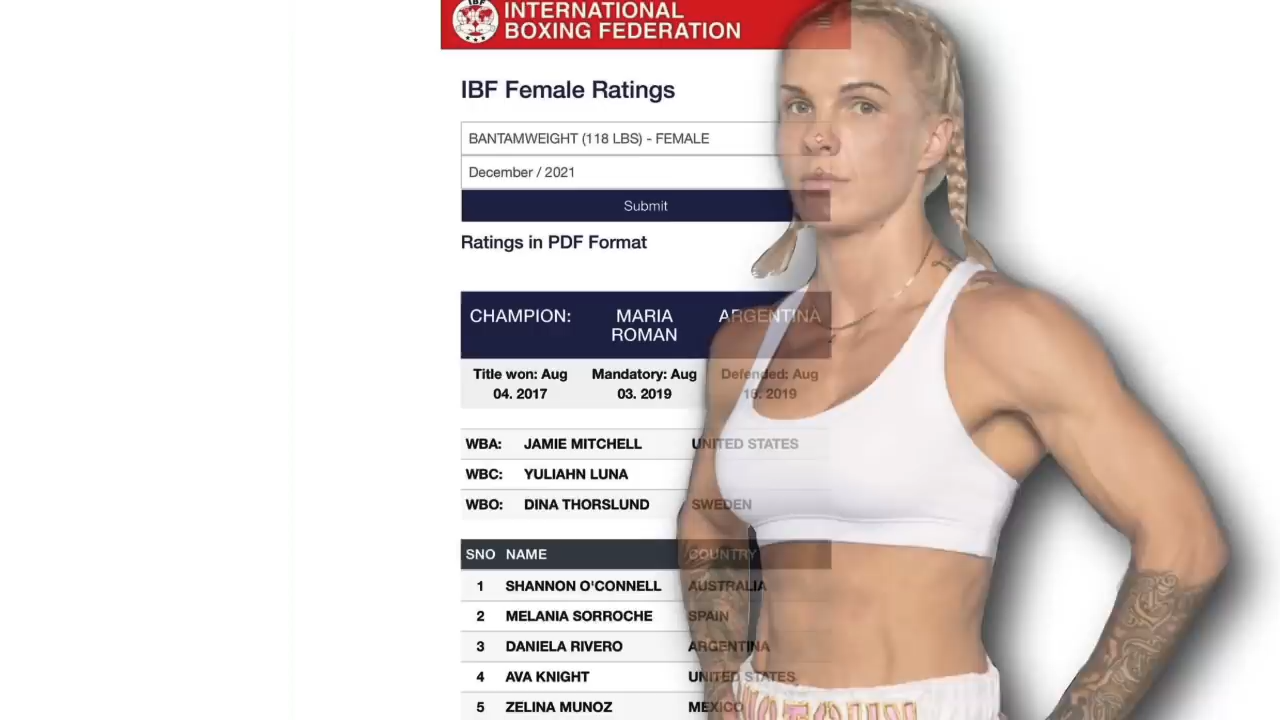 IBF
INTERNATIONAL
BOXING FEDERATION
IBF Female Ratings
BANTAMWEIGHT (118 LBS) - FEMALE
December / 2021
Submit
Ratings in PDF Format
CHAMPION: MARIA ROMAN ARGENTINA
Title won: Aug 04. 2017 Mandatory: Aug 03. 2019 Defended: Aug 16. 2019
WBA: JAMIE MITCHELL UNITED STATES
WBC: YULIAHN LUNA
WBO: DINA THORSLUND SWEDEN
SNO NAME COUNTRY
1 SHANNON O'CONNELL AUSTRALIA
2 MELANIA SORROCHE SPAIN
3 DANIELA RIVERO ARGENTINA
4 AVA KNIGHT UNITED STATES
5 ZELINA MUNOZ MEXICO